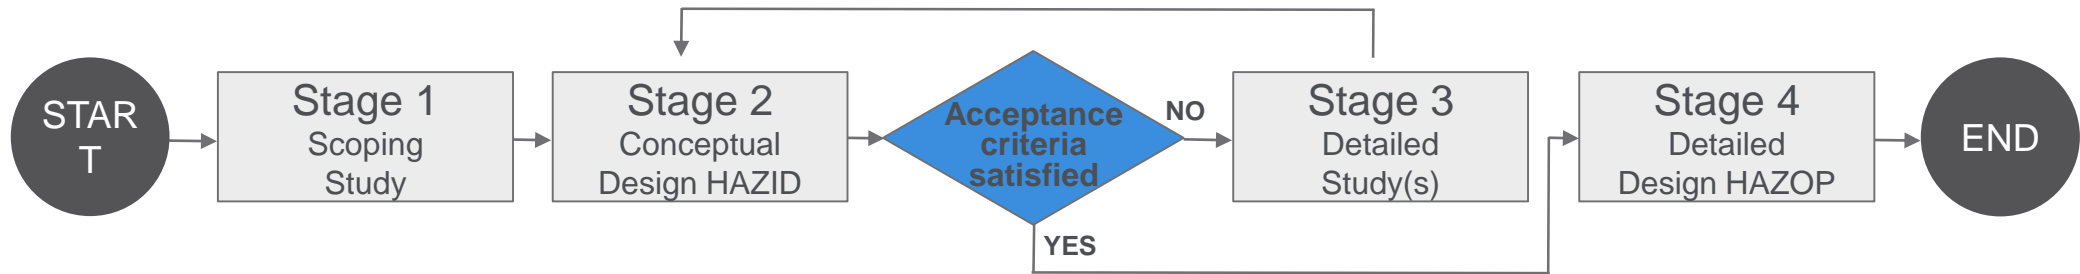 STAR
T
Stage 1
Scoping
Study
Stage 2
Conceptual
Design HAZID
Acceptance
criteria
satisfied
NO
YES
Stage 3
Detailed
Study(s)
Stage 4
Detailed
Design HAZOP
END